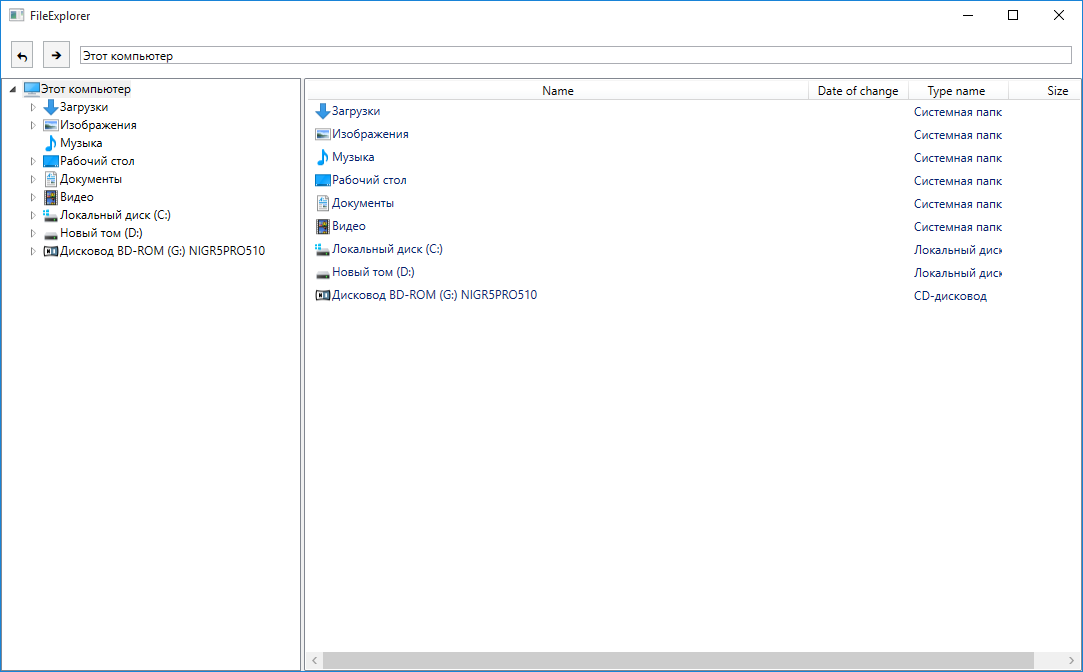 FileExplorer
Этот компьютер
Этот компьютер
Загрузки
Изображения
Музыка
Рабочий стол
Документы
Видео
Локальный диск (C:)
Новый том (D:)
Дисковод BD-ROM (G:) NIGR5PRO510
Name Date of change Type name Size
Загрузки Системная папк
Изображения Системная папк
Музыка Системная папк
Рабочий стол Системная папк
Документы Системная папк
Видео Системная папк
Локальный диск (C:) Локальный диск
Новый том (D:) Локальный диск
Дисковод BD-ROM (G:) NIGR5PRO510 CD-дисковод